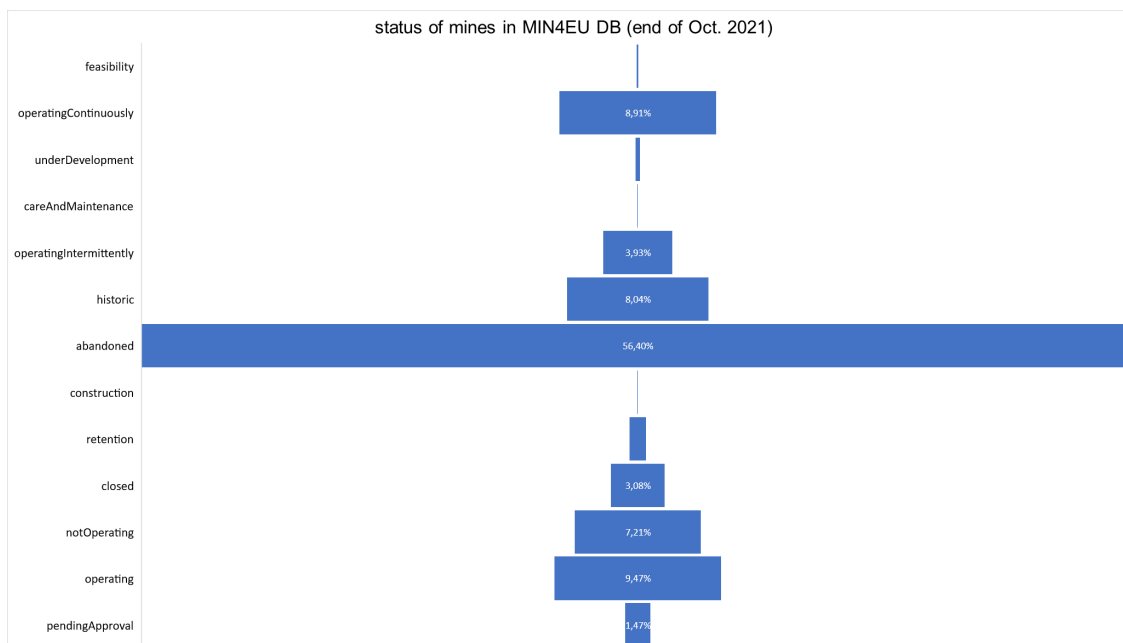 status of mines in MIN4EU DB (end of Oct. 2021)
feasibility
operatingContinuously
8,91%
underDevelopment
careAndMaintenance
operatingIntermittently
3,93%
historic
8,04%
abandoned
56,40%
construction
retention
closed
3,08%
notOperating
7,21%
operating
9,47%
pendingApproval
1,47%